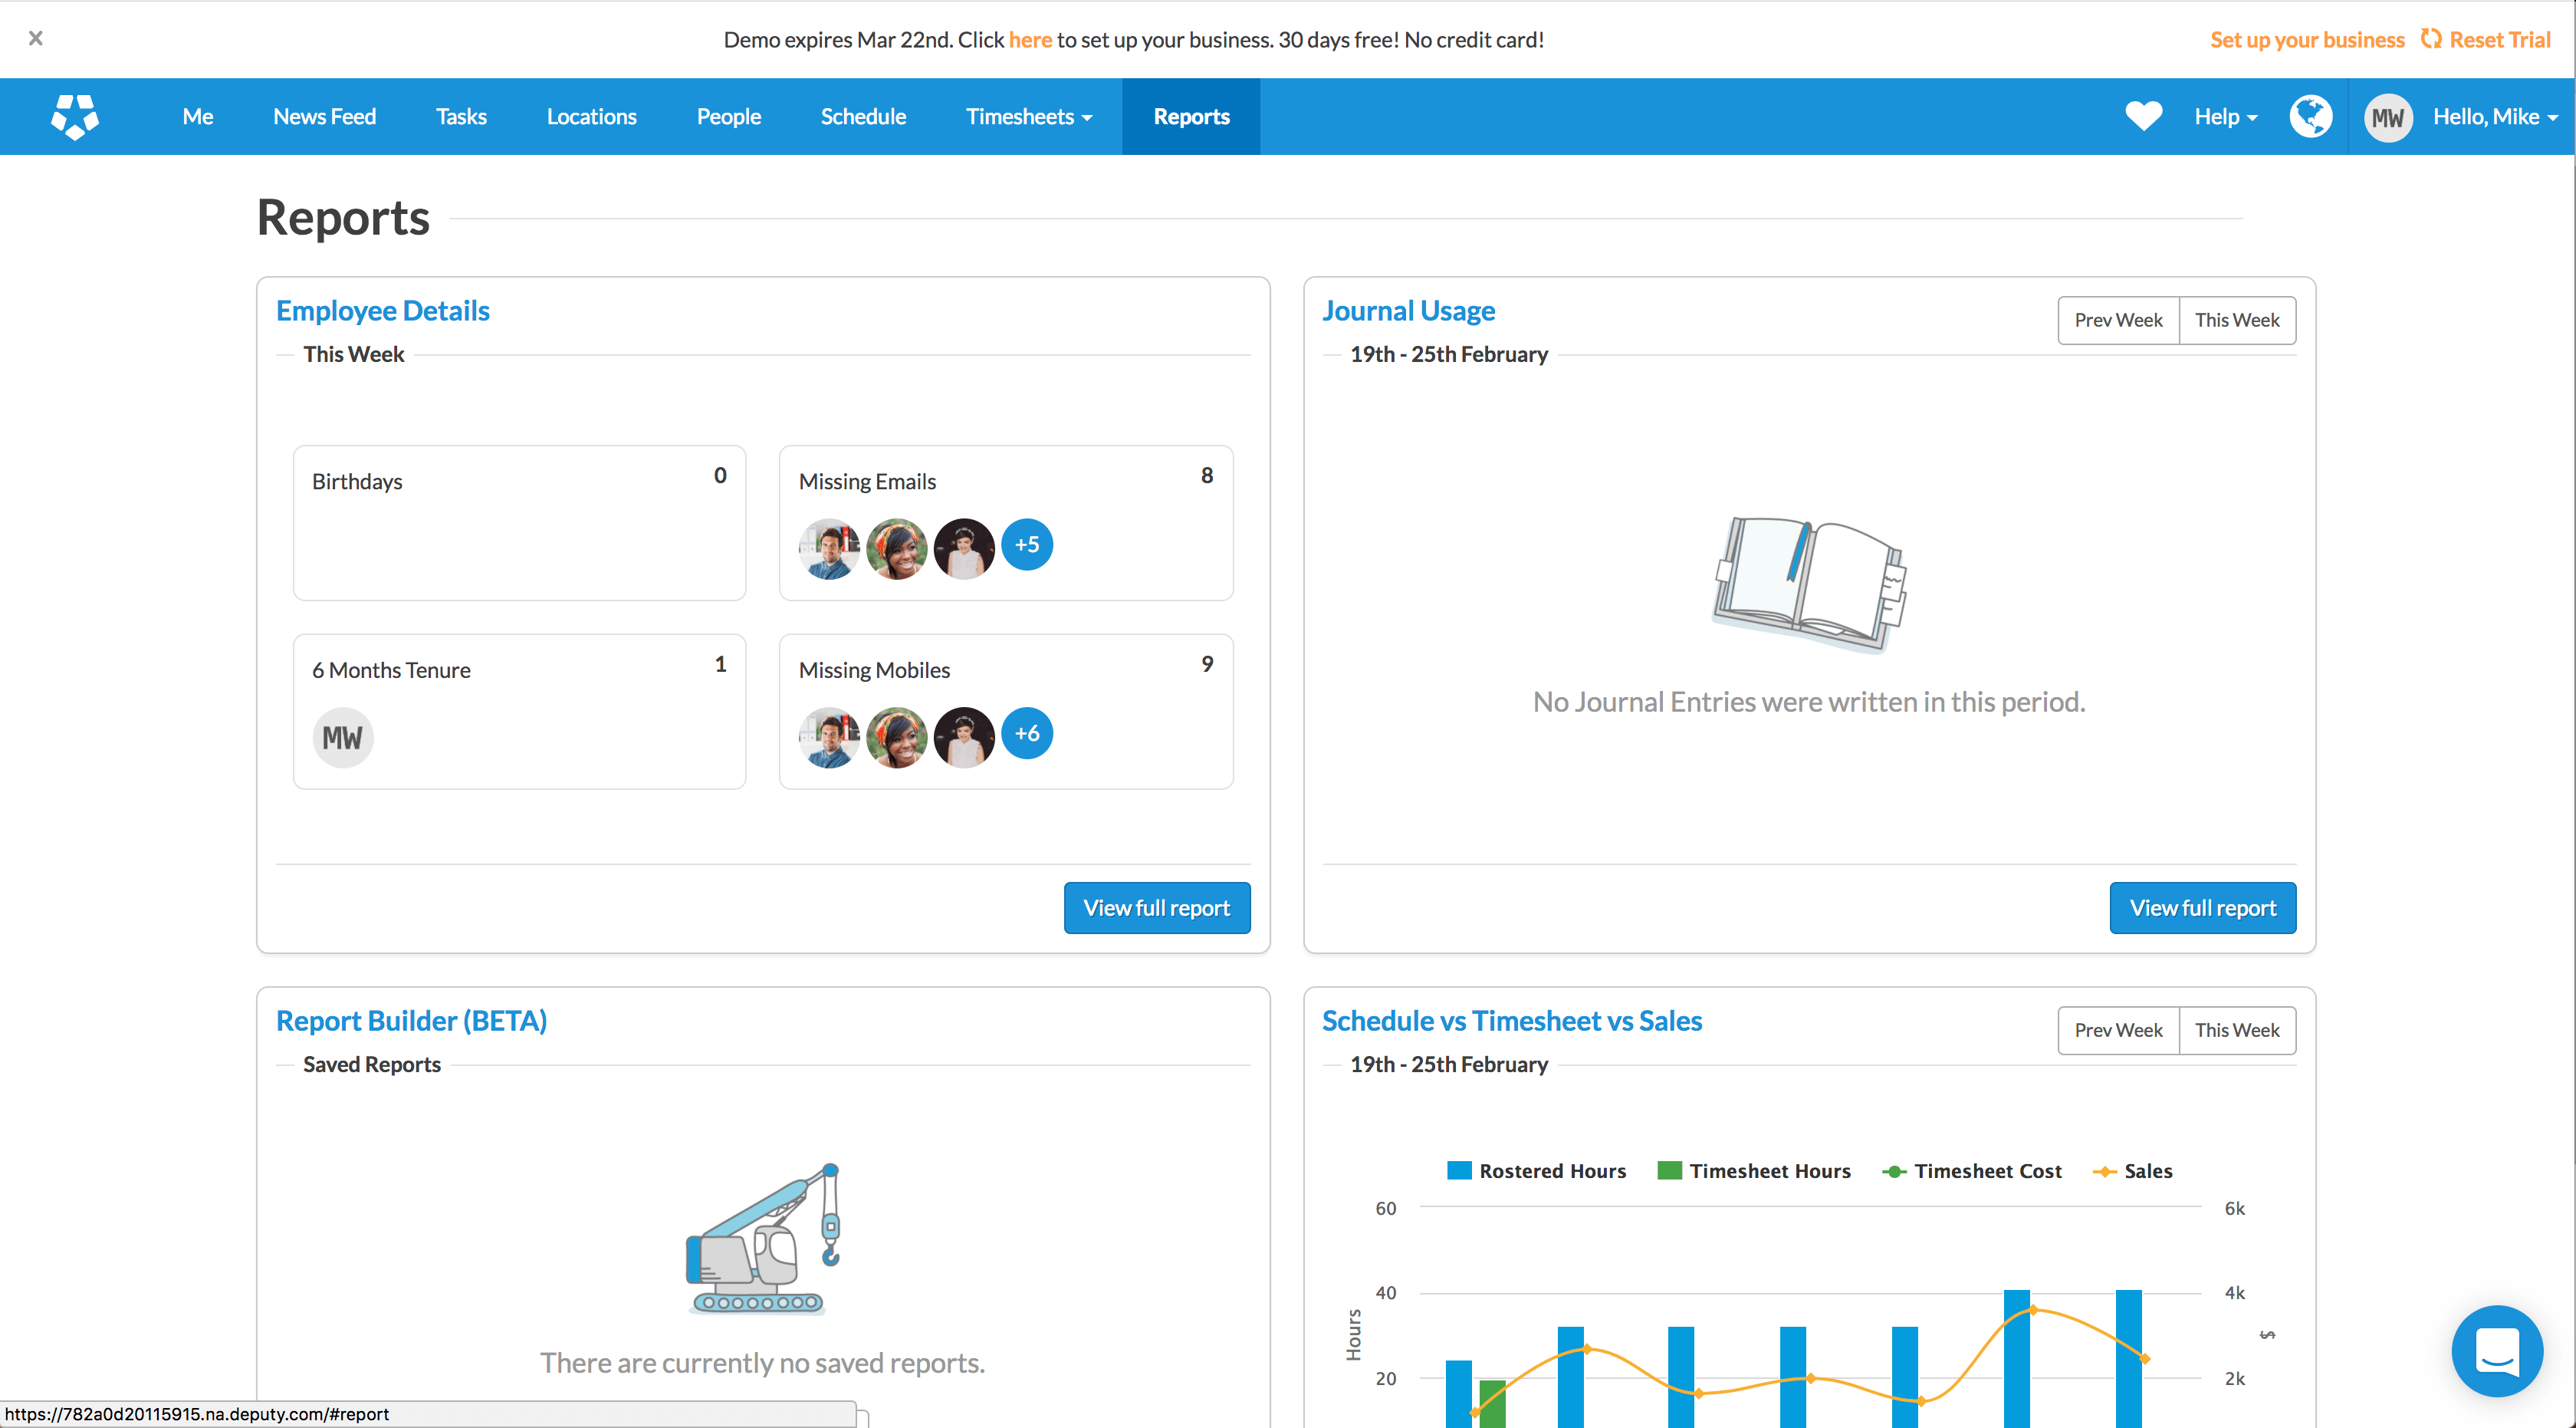 Demo expires Mar 22nd. Click here to set up your business. 30 days free! No credit card!
Set up your business Reset Trial
Me News Feed Tasks Locations People Schedule Timesheets Reports
Help MW Hello, Mike
Reports
Employee Details
This Week
Birthdays 0
Missing Emails 8
+5
6 Months Tenure 1
MW
Missing Mobiles 9
+6
View full report
Journal Usage
Prev Week This Week
19th - 25th February
No Journal Entries were written in this period.
View full report
Report Builder (BETA)
Saved Reports
There are currently no saved reports.
Schedule vs Timesheet vs Sales
Prev Week This Week
19th - 25th February
Rostered Hours Timesheet Hours Timesheet Cost Sales
60 6k
40 4k
Hours
$
20 2k
https://782a0d20115915.na.deputy.com/#report